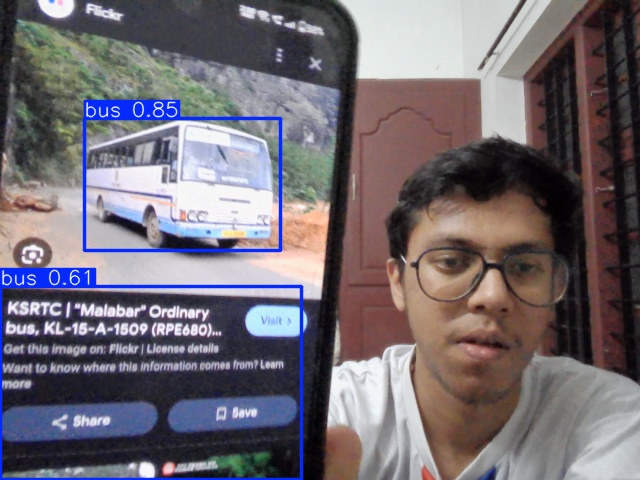 Flickr
bus 0.85
bus 0.61
KSRTC | "Malabar" Ordinary
bus, KL-15-A-1509 (RPE680)...
Visit >
Get this image on: Flickr | License details
Want to know where this information comes from? Learn
more
Share
Save